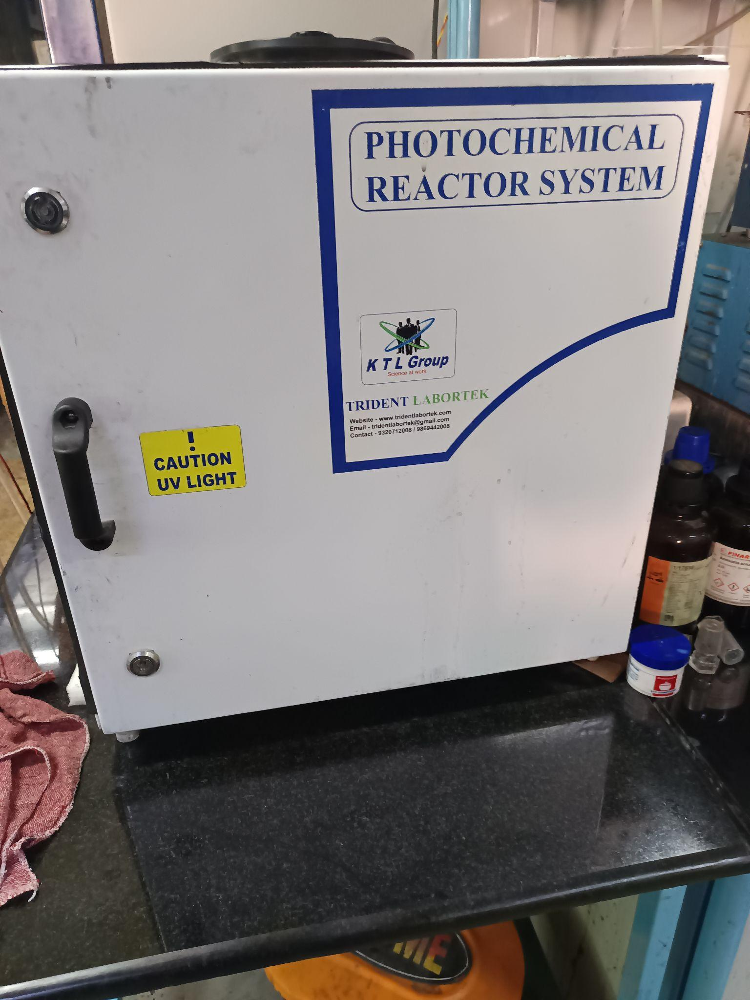 PHOTOCHEMICAL
REACTOR SYSTEM
K T L Group
Science at work
TRIDENT LABORTEK
Website - www.tridentlabortek.com
Email - tridentlabortek@gmail.com
Contact - 9320712008 / 9869442008
!
CAUTION
UV LIGHT
FINAR
Ammonia solu
ME